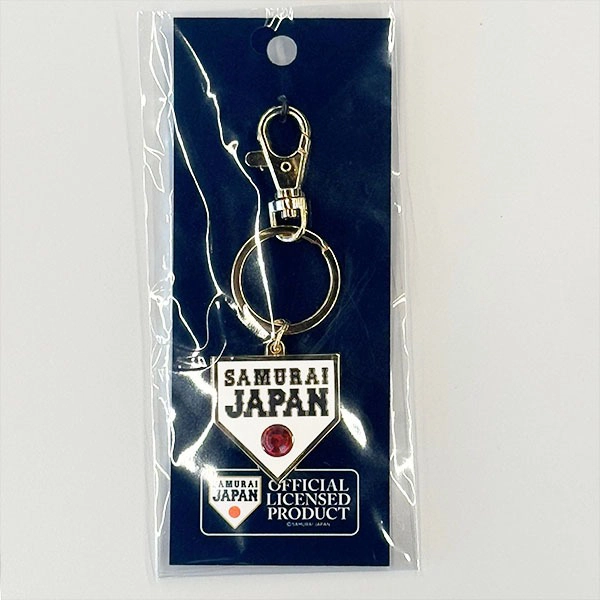 SAMURAI
JAPAN
SAMURAI
JAPAN
OFFICIAL
LICENSED
PRODUCT
©SAMURAI JAPAN